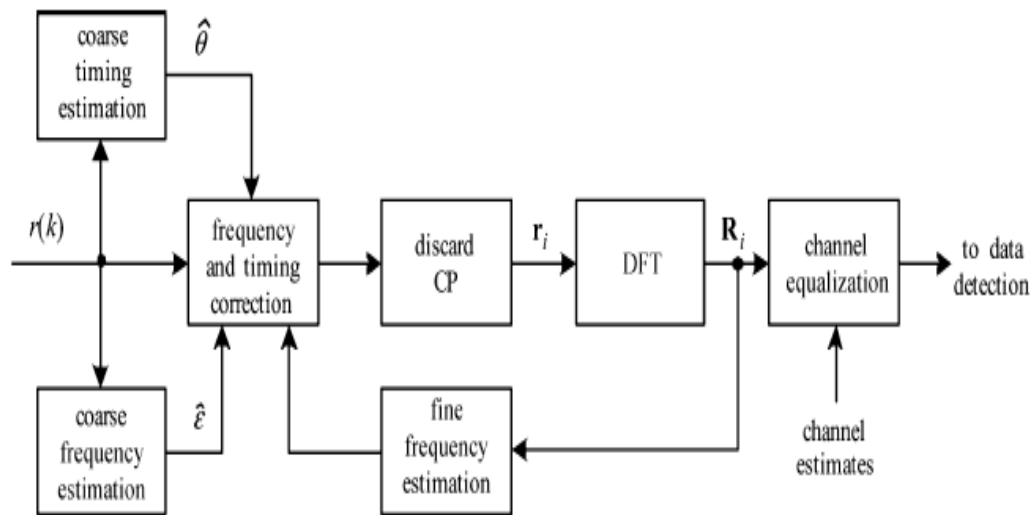 coarse
timing
estimation
θ̂
r(k)
frequency
and timing
correction
discard
CP
r_i
DFT
R_i
channel
equalization
to data
detection
coarse
frequency
estimation
ε̂
fine
frequency
estimation
channel
estimates